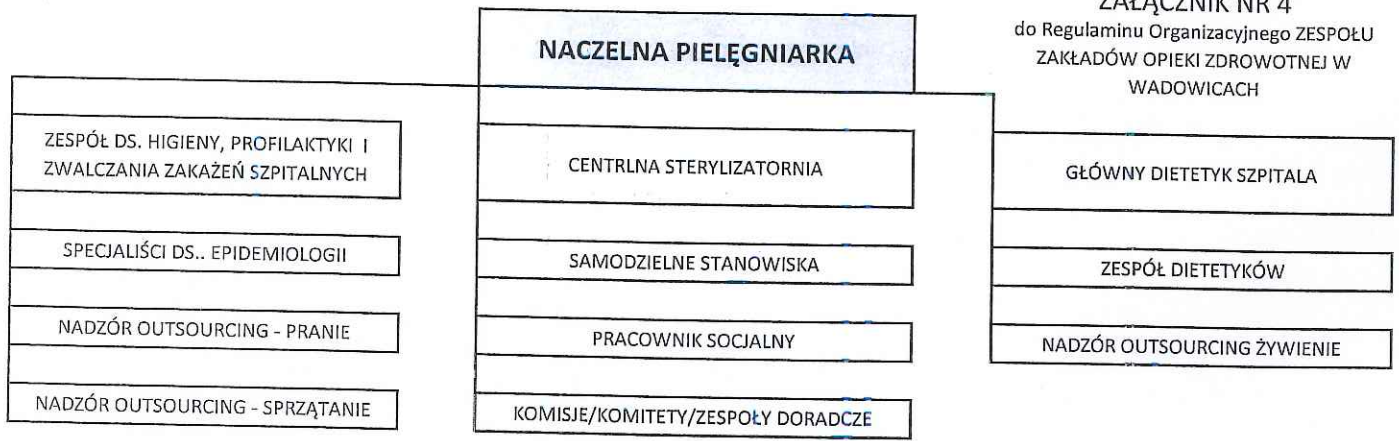 ZAŁĄCZNIK NR 4
do Regulaminu Organizacyjnego ZESPOŁU
ZAKŁADÓW OPIEKI ZDROWOTNEJ W
WADOWICACH
NACZELNA PIELĘGNIARKA
ZESPÓŁ DS. HIGIENY, PROFILAKTYKI I
ZWALCZANIA ZAKAŻEŃ SZPITALNYCH
SPECJALIŚCI DS.. EPIDEMIOLOGII
NADZÓR OUTSOURCING - PRANIE
NADZÓR OUTSOURCING - SPRZĄTANIE
CENTRLNA STERYLIZATORNIA
SAMODZIELNE STANOWISKA
PRACOWNIK SOCJALNY
KOMISJE/KOMITETY/ZESPOŁY DORADCZE
GŁÓWNY DIETETYK SZPITALA
ZESPÓŁ DIETETYKÓW
NADZÓR OUTSOURCING ŻYWIENIE